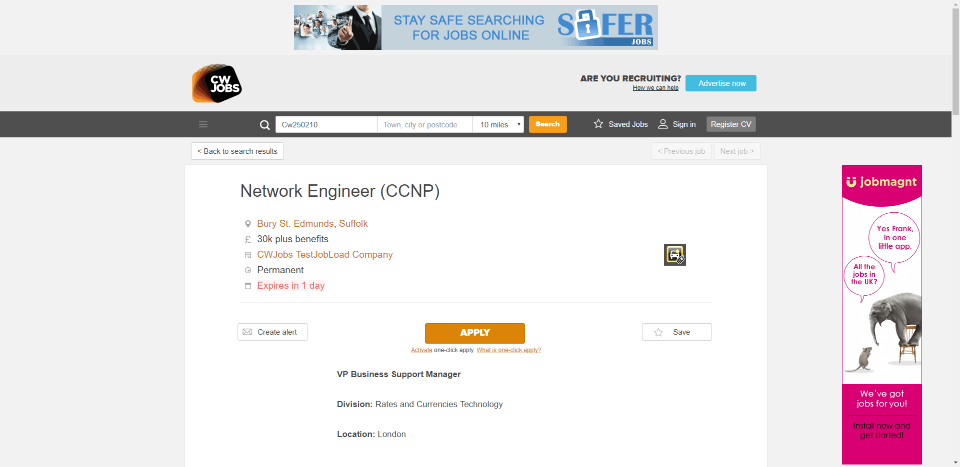 STAY SAFE SEARCHING
FOR JOBS ONLINE
SAFER
JOBS
CW
JOBS
ARE YOU RECRUITING?
How we can help
Advertise now
Cw250210
Town, city or postcode
10 miles
Search
Saved Jobs
Sign in
Register CV
< Back to search results
< Previous job
Next job >
Network Engineer (CCNP)
Bury St. Edmunds, Suffolk
30k plus benefits
CWJobs TestJobLoad Company
Permanent
Expires in 1 day
Create alert
APPLY
Save
Activate one-click apply. What is one-click apply?
VP Business Support Manager
Division: Rates and Currencies Technology
Location: London
jobmagnt
Yes Frank,
in one
little app.
All the
jobs in
the UK?
We've got
jobs for you!
Install now and
get started!